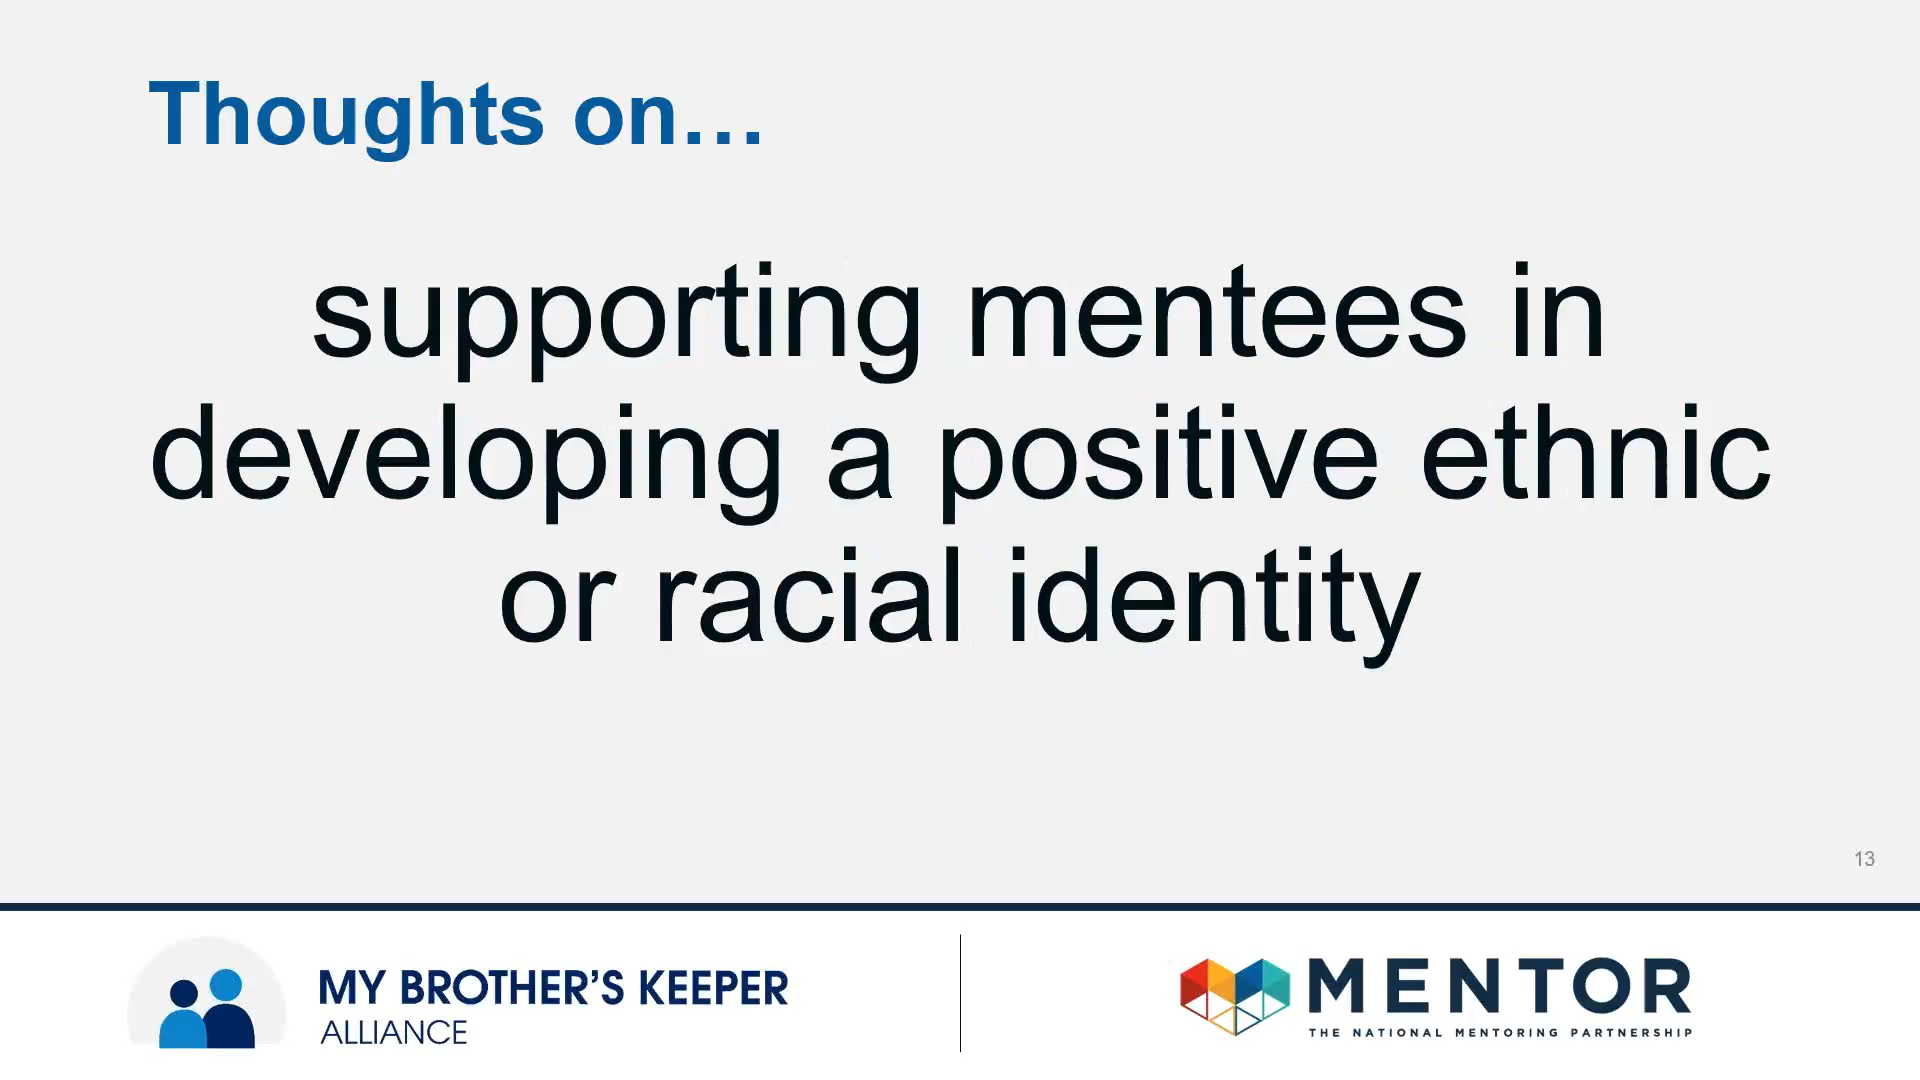 Thoughts on…
supporting mentees in
developing a positive ethnic
or racial identity
13
MY BROTHER’S KEEPER
ALLIANCE
MENTOR
THE NATIONAL MENTORING PARTNERSHIP